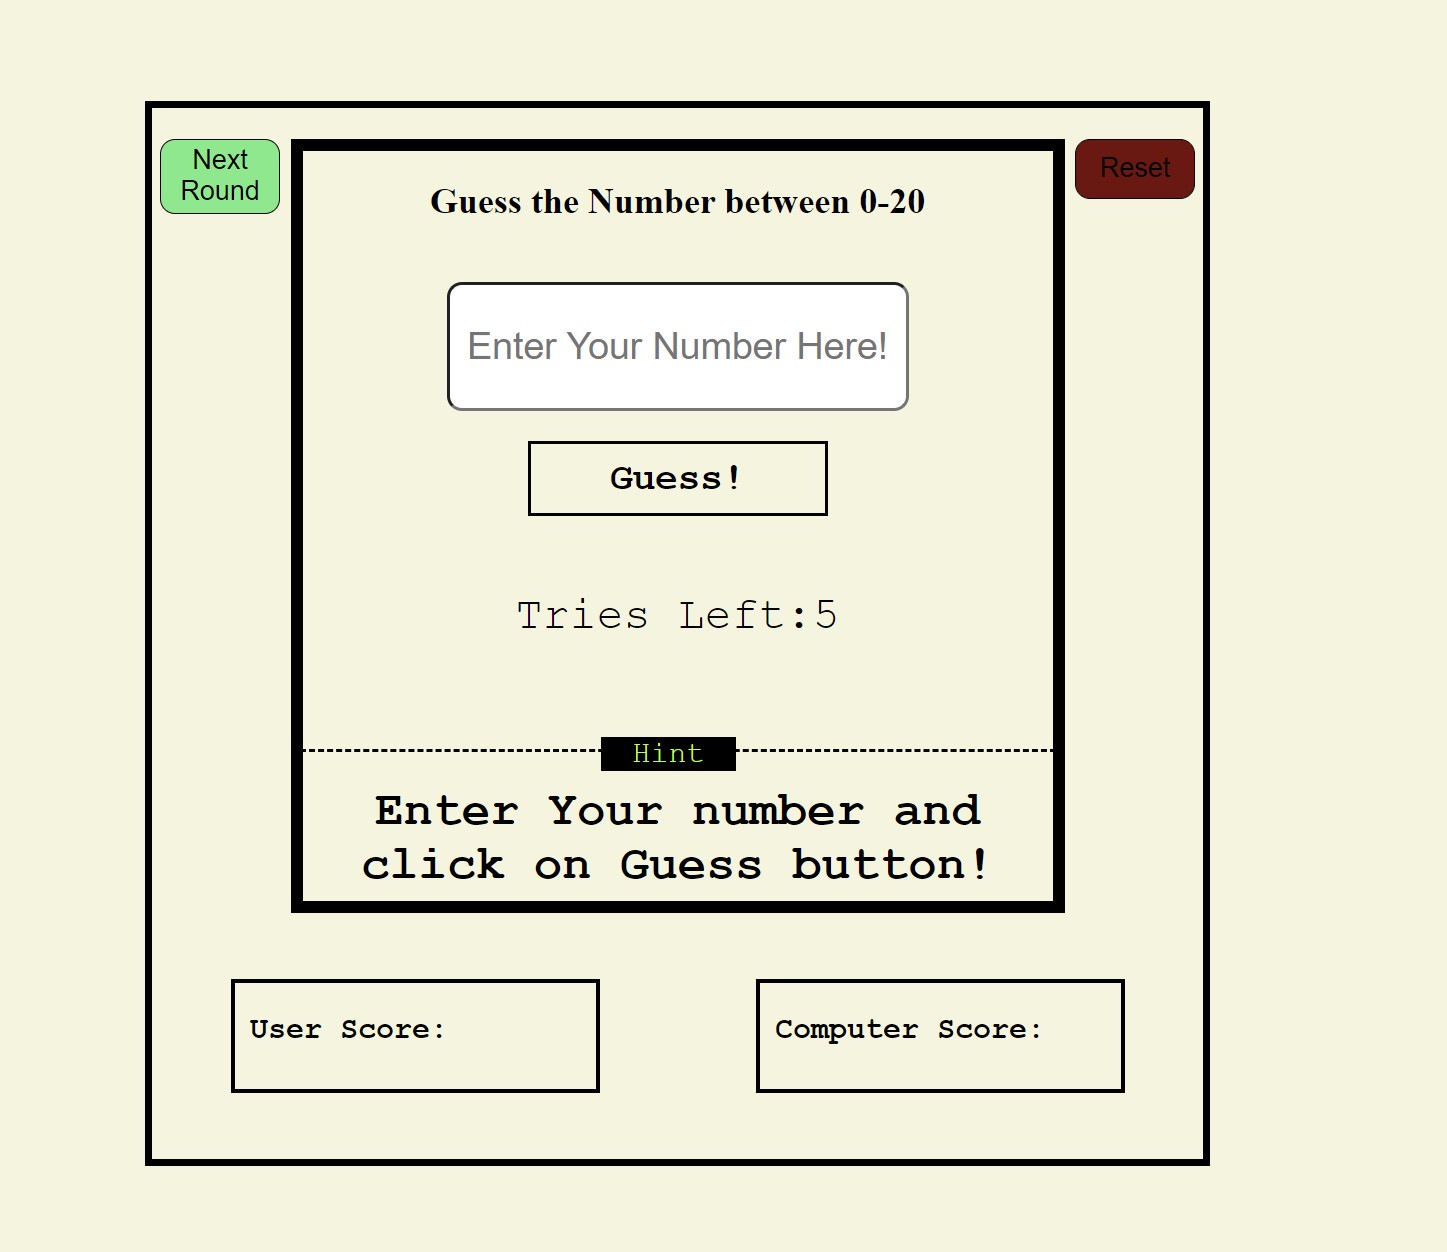 Next
Round
Reset
Guess the Number between 0-20
Enter Your Number Here!
Guess!
Tries Left:5
Hint
Enter Your number and
click on Guess button!
User Score:
Computer Score: